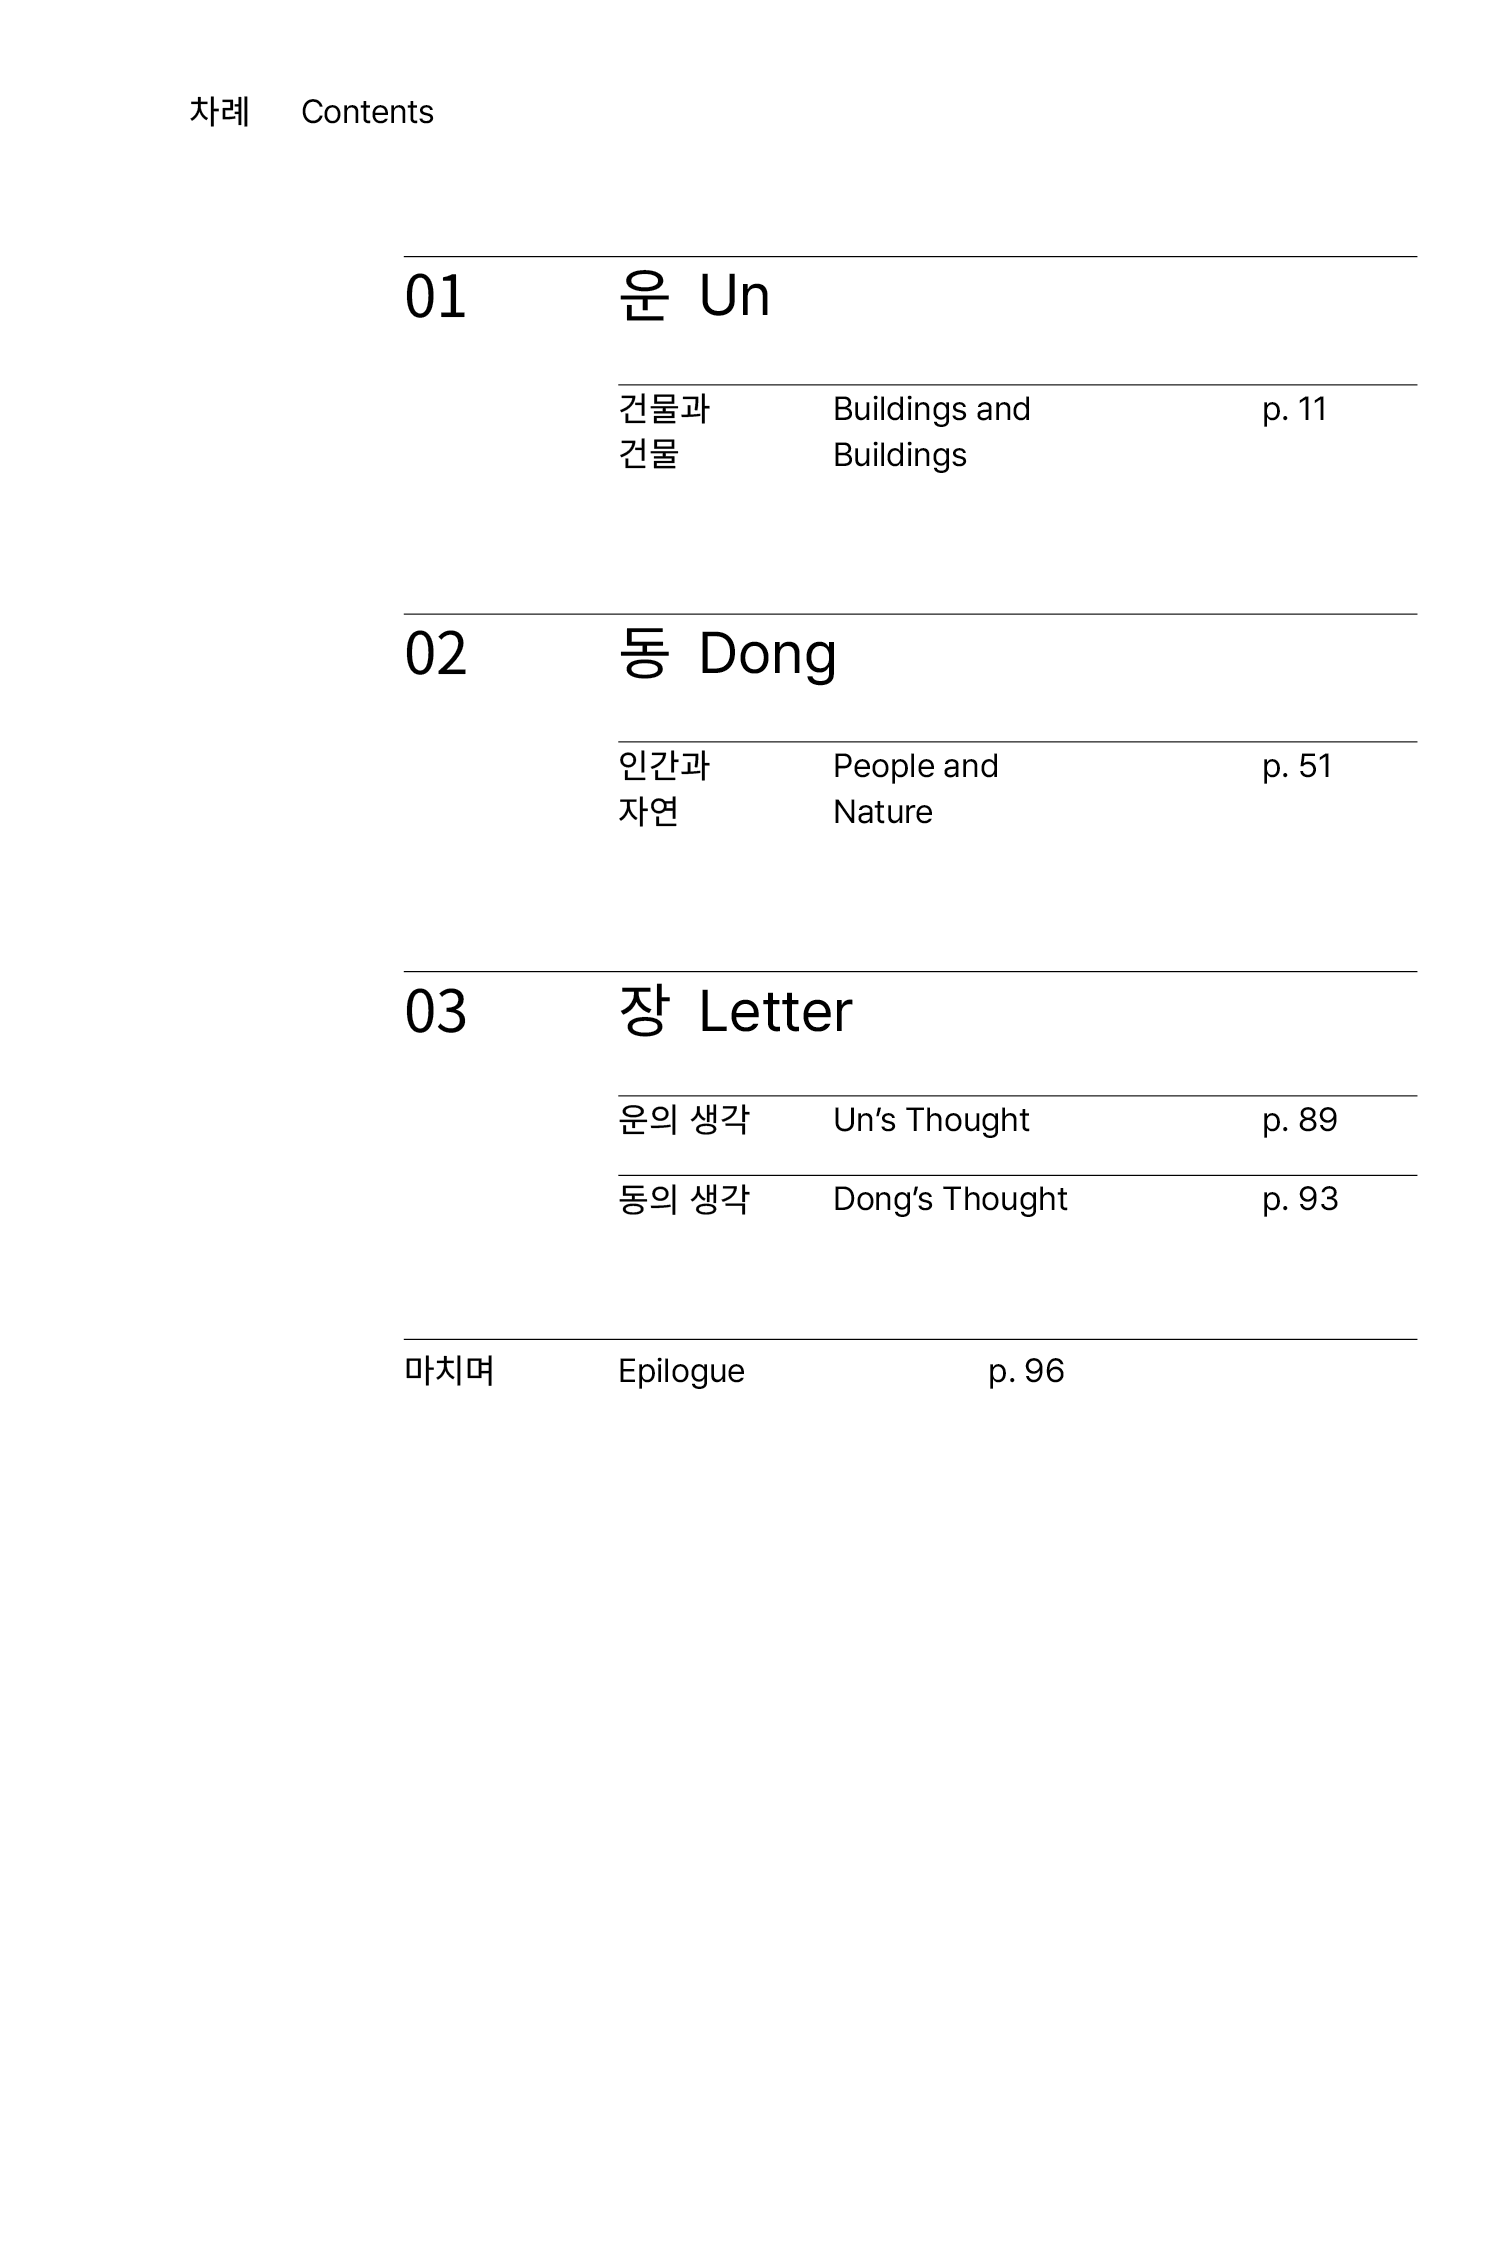 차례 Contents
01 운 Un
건물과 Buildings and p. 11
건물 Buildings
02 동 Dong
인간과 People and p. 51
자연 Nature
03 장 Letter
운의 생각 Un’s Thought p. 89
동의 생각 Dong’s Thought p. 93
마치며 Epilogue p. 96